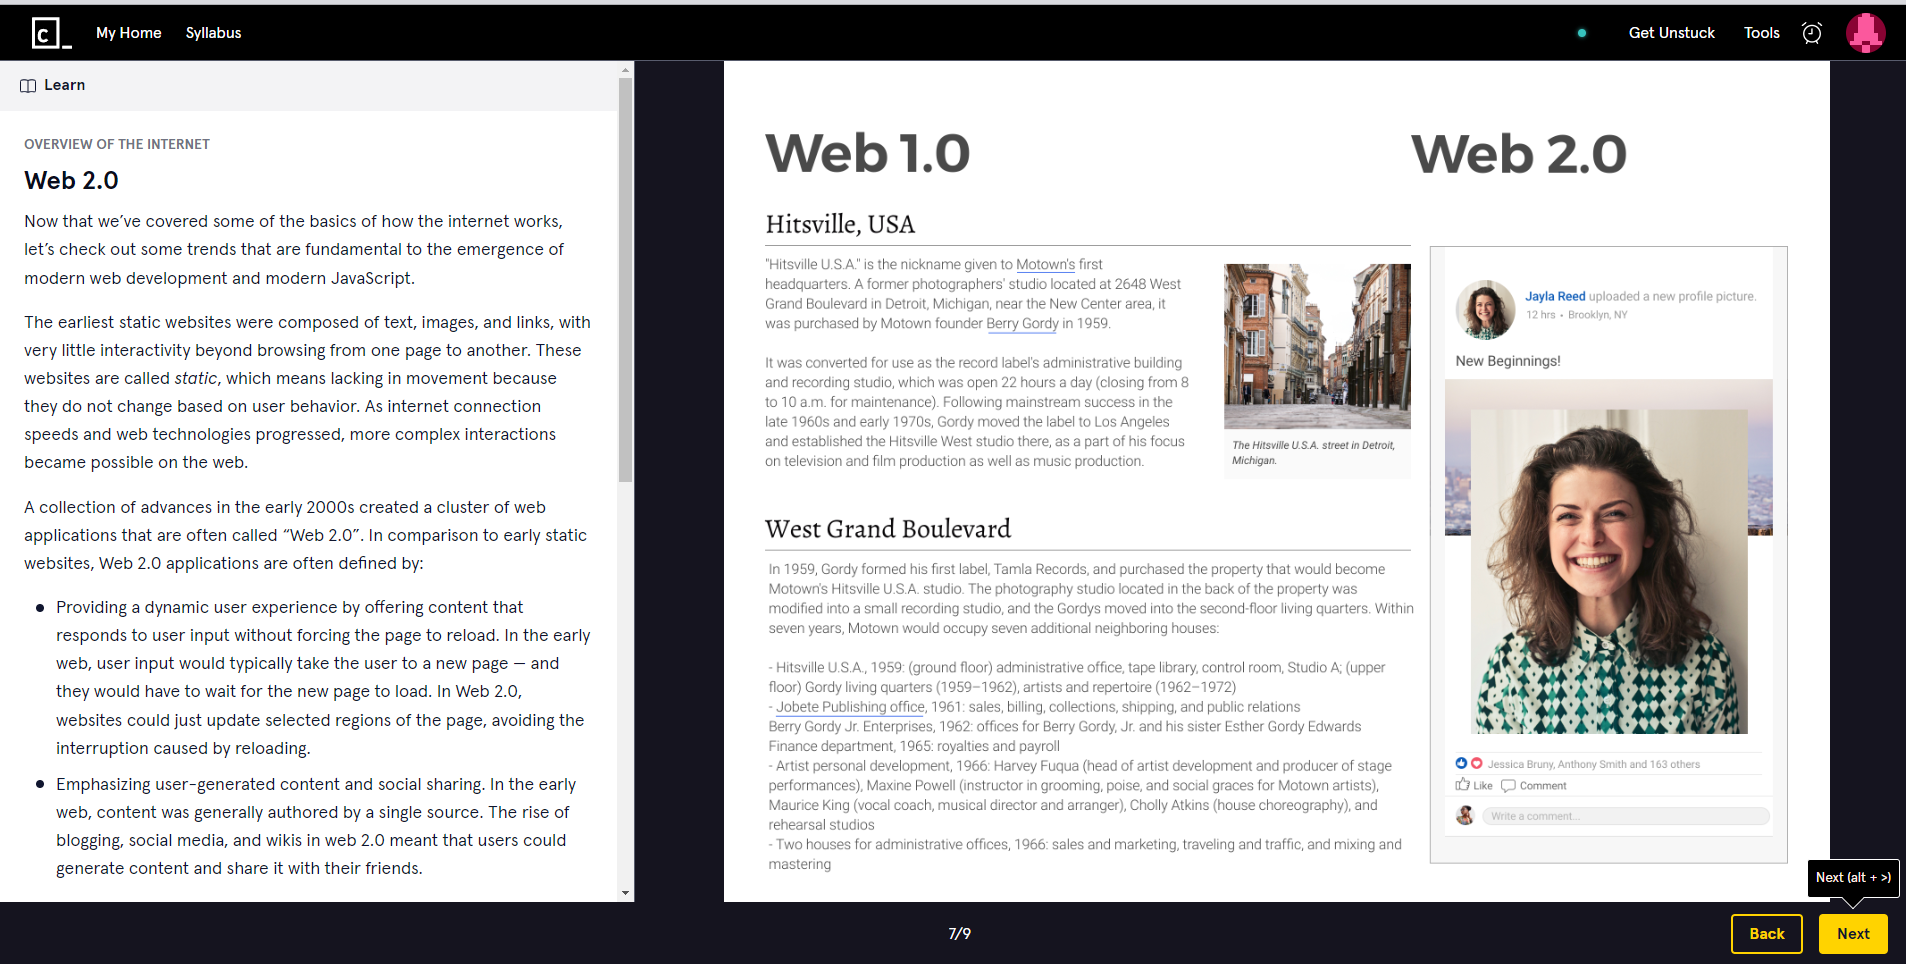 My Home
Syllabus
Get Unstuck
Tools
Learn
OVERVIEW OF THE INTERNET
Web 2.0
Now that we’ve covered some of the basics of how the internet works,
let’s check out some trends that are fundamental to the emergence of
modern web development and modern JavaScript.
The earliest static websites were composed of text, images, and links, with
very little interactivity beyond browsing from one page to another. These
websites are called static, which means lacking in movement because
they do not change based on user behavior. As internet connection
speeds and web technologies progressed, more complex interactions
became possible on the web.
A collection of advances in the early 2000s created a cluster of web
applications that are often called “Web 2.0”. In comparison to early static
websites, Web 2.0 applications are often defined by:
Providing a dynamic user experience by offering content that
responds to user input without forcing the page to reload. In the early
web, user input would typically take the user to a new page — and
they would have to wait for the new page to load. In Web 2.0,
websites could just update selected regions of the page, avoiding the
interruption caused by reloading.
Emphasizing user-generated content and social sharing. In the early
web, content was generally authored by a single source. The rise of
blogging, social media, and wikis in web 2.0 meant that users could
generate content and share it with their friends.
Web 1.0
Hitsville, USA
"Hitsville U.S.A." is the nickname given to Motown's first
headquarters. A former photographers' studio located at 2648 West
Grand Boulevard in Detroit, Michigan, near the New Center area, it
was purchased by Motown founder Berry Gordy in 1959.
It was converted for use as the record label's administrative building
and recording studio, which was open 22 hours a day (closing from 8
to 10 a.m. for maintenance). Following mainstream success in the
late 1960s and early 1970s, Gordy moved the label to Los Angeles
and established the Hitsville West studio there, as a part of his focus
on television and film production as well as music production.
The Hitsville U.S.A. street in Detroit,
Michigan.
West Grand Boulevard
In 1959, Gordy formed his first label, Tamla Records, and purchased the property that would become
Motown's Hitsville U.S.A. studio. The photography studio located in the back of the property was
modified into a small recording studio, and the Gordys moved into the second-floor living quarters. Within
seven years, Motown would occupy seven additional neighboring houses:
- Hitsville U.S.A., 1959: (ground floor) administrative office, tape library, control room, Studio A; (upper
floor) Gordy living quarters (1959–1962), artists and repertoire (1962–1972)
- Jobete Publishing office, 1961: sales, billing, collections, shipping, and public relations
Berry Gordy Jr. Enterprises, 1962: offices for Berry Gordy, Jr. and his sister Esther Gordy Edwards
Finance department, 1965: royalties and payroll
- Artist personal development, 1966: Harvey Fuqua (head of artist development and producer of stage
performances), Maxine Powell (instructor in grooming, poise, and social graces for Motown artists),
Maurice King (vocal coach, musical director and arranger), Cholly Atkins (house choreography), and
rehearsal studios
- Two houses for administrative offices, 1966: sales and marketing, traveling and traffic, and mixing and
mastering
Web 2.0
Jayla Reed uploaded a new profile picture.
12 hrs • Brooklyn, NY
New Beginnings!
Jessica Bruny, Anthony Smith and 163 others
Like
Comment
Write a comment...
Next (alt + >)
7/9
Back
Next